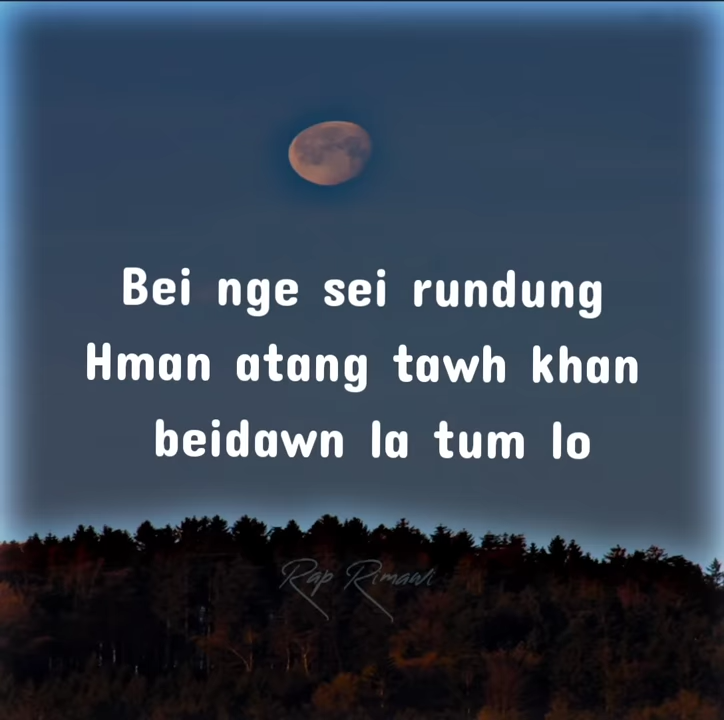 Bei nge sei rundung
Hman atang tawh khan
beidawn la tum lo
Rap Rimawi